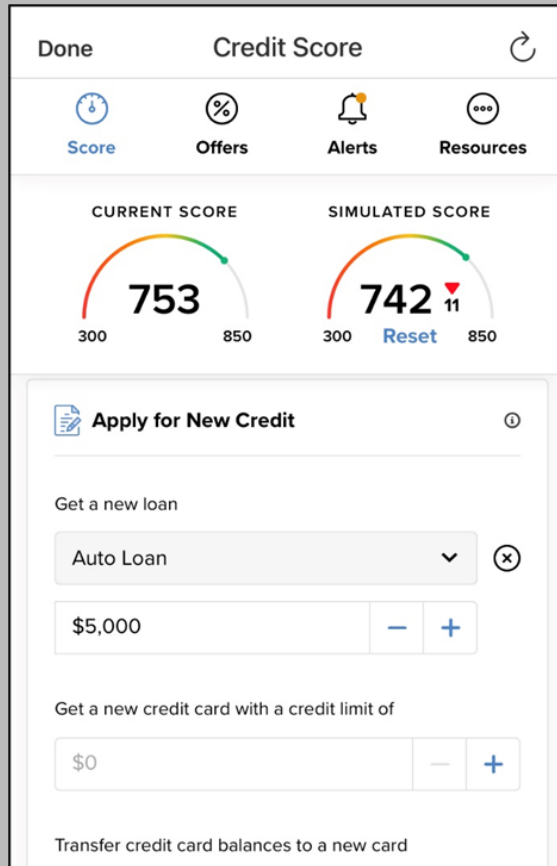 Done Credit Score
Score Offers Alerts Resources
CURRENT SCORE SIMULATED SCORE
753 742 11
300 850 300 Reset 850
Apply for New Credit
Get a new loan
Auto Loan
$5,000
Get a new credit card with a credit limit of
$0
Transfer credit card balances to a new card